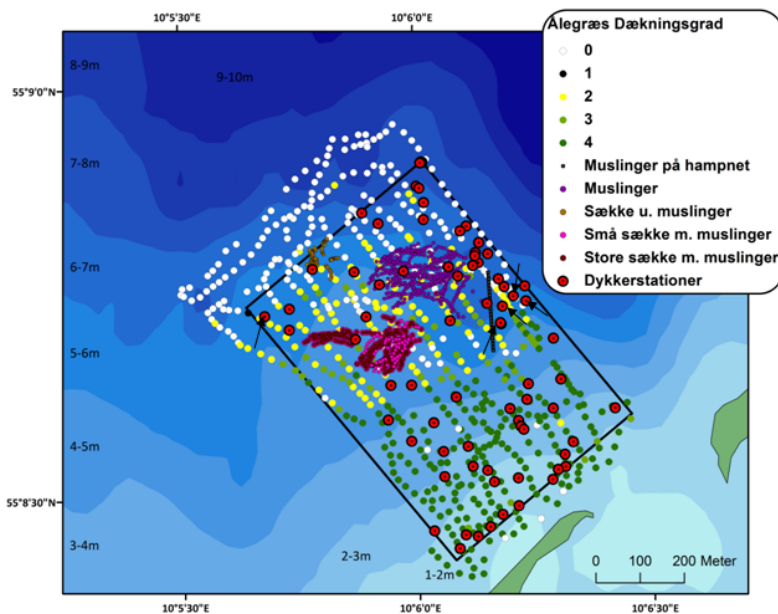 10°5'30"E
10°6'0"E
Ålegræs Dækningsgrad
0
1
2
3
4
Muslinger på hampnet
Muslinger
Sække u. muslinger
Små sække m. muslinger
Store sække m. muslinger
Dykkerstationer
8-9m
9-10m
55°9'0"N
7-8m
6-7m
5-6m
4-5m
55°8'30"N
3-4m
2-3m
1-2m
0
100
200 Meter
10°5'30"E
10°6'0"E
10°6'30"E